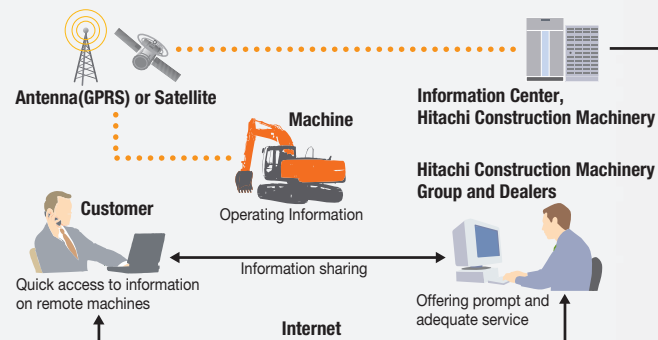 Antenna(GPRS) or Satellite
Information Center,
Hitachi Construction Machinery
Machine
Operating Information
Hitachi Construction Machinery
Group and Dealers
Customer
Quick access to information
on remote machines
Information sharing
Offering prompt and
adequate service
Internet